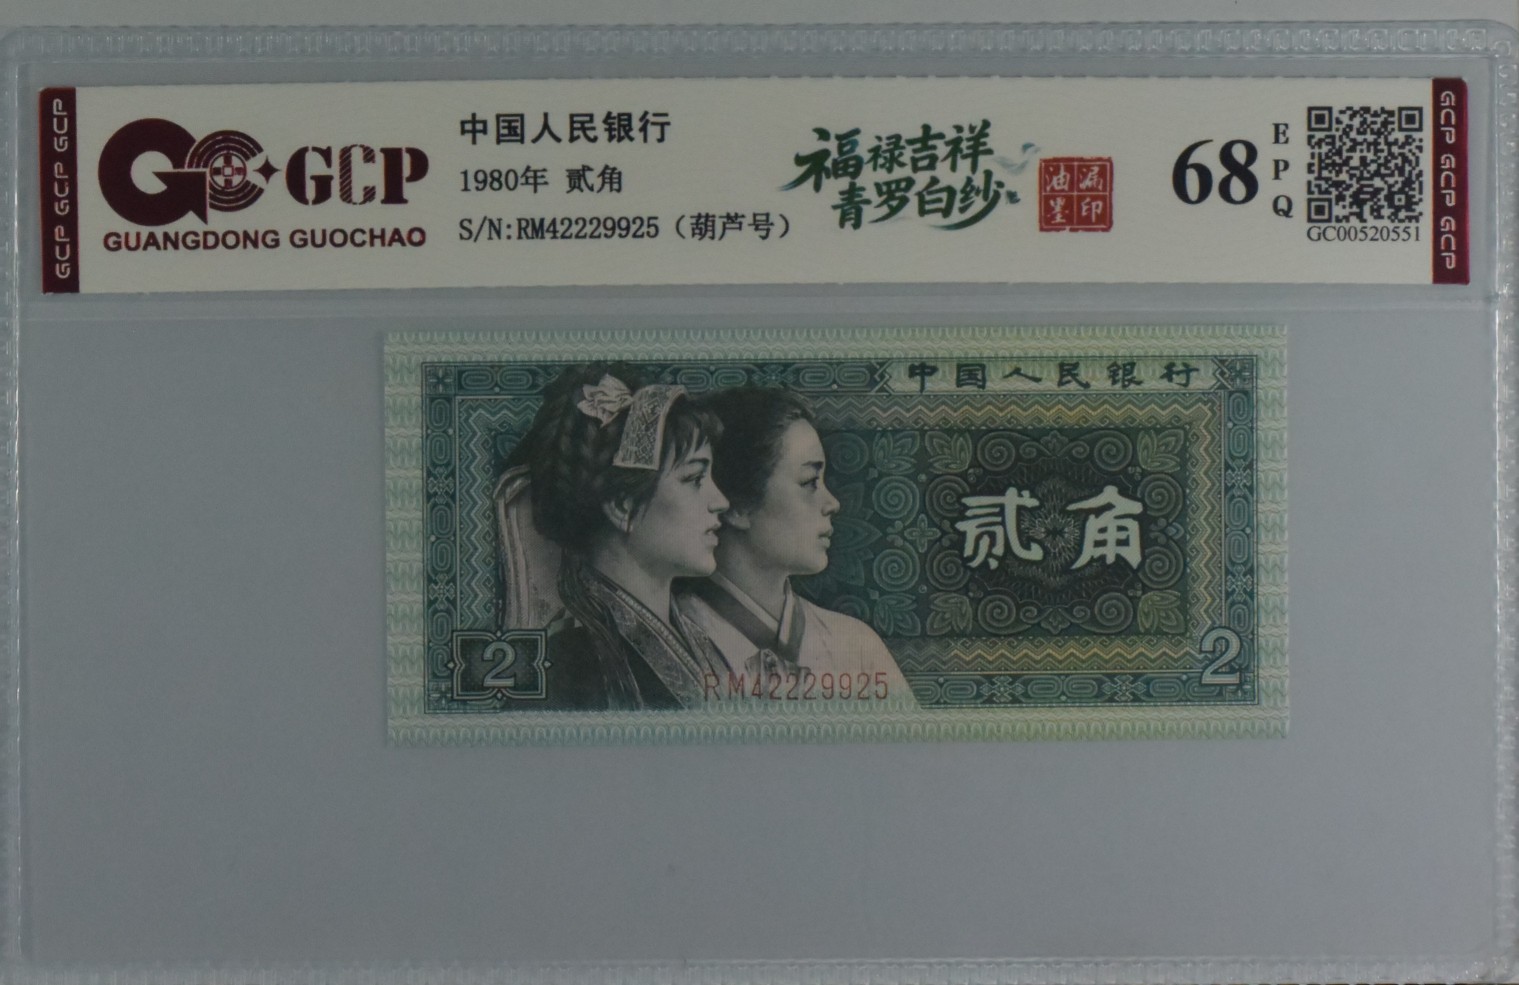 GCP GCP GCP
GCP
GUANGDONG GUOCHAO
中国人民银行
1980年 贰角
S/N:RM42229925（葫芦号）
福禄吉祥
青罗白纱
油漏
墨印
68
EPQ
GC00520551
GCP GCP GCP
中国人民银行
贰角
2
2
RM42229925